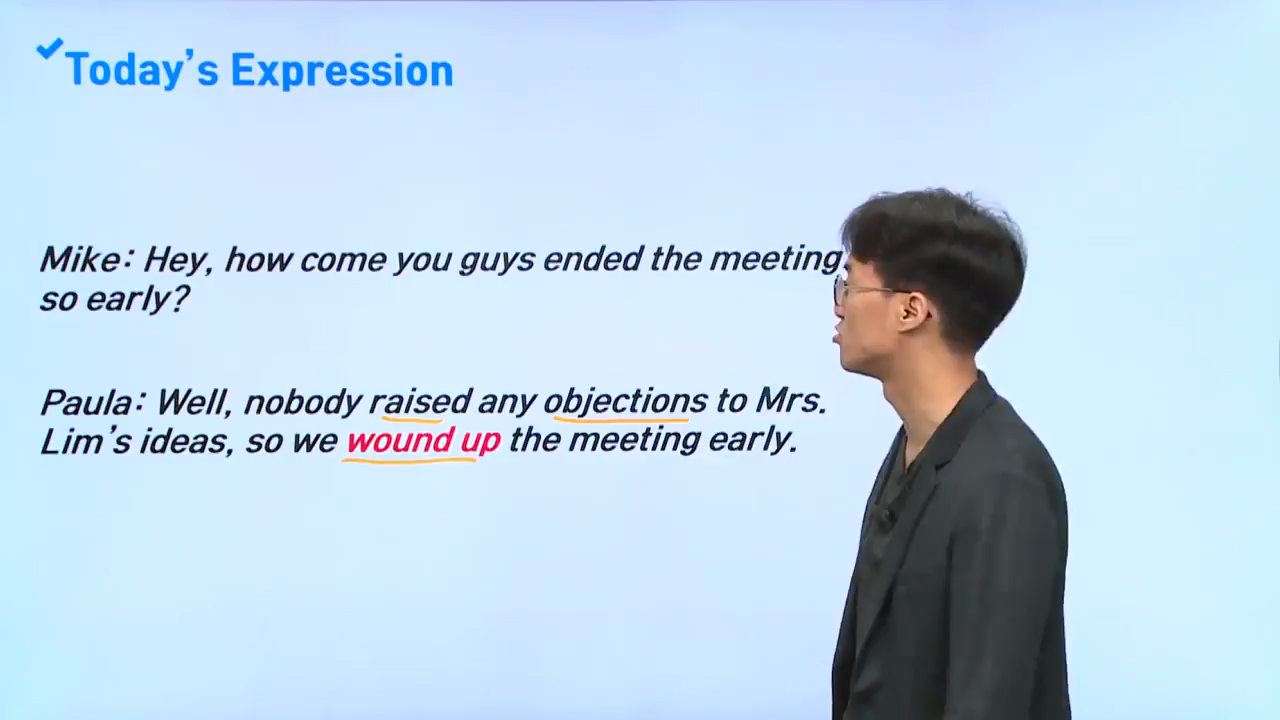 Today's Expression
Mike: Hey, how come you guys ended the meeting
so early?
Paula: Well, nobody raised any objections to Mrs.
Lim's ideas, so we wound up the meeting early.